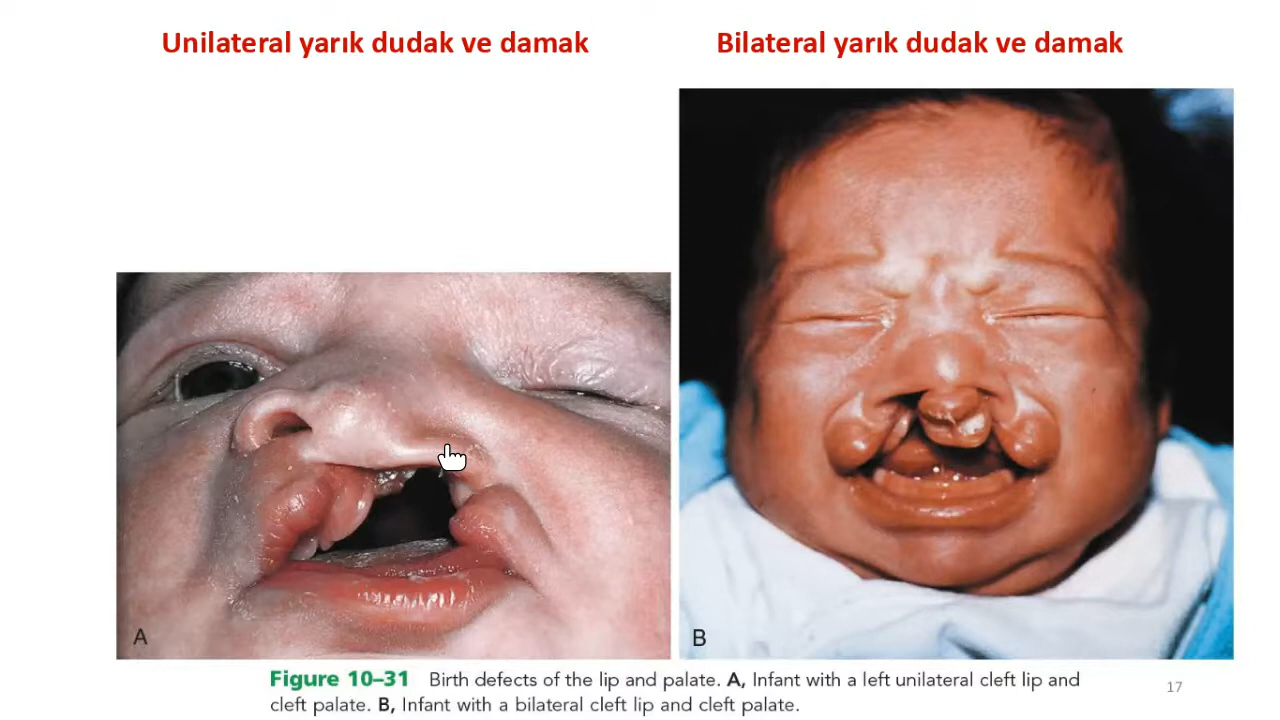 Unilateral yarık dudak ve damak
Bilateral yarık dudak ve damak
A
B
Figure 10–31 Birth defects of the lip and palate. A, Infant with a left unilateral cleft lip and
cleft palate. B, Infant with a bilateral cleft lip and cleft palate.
17